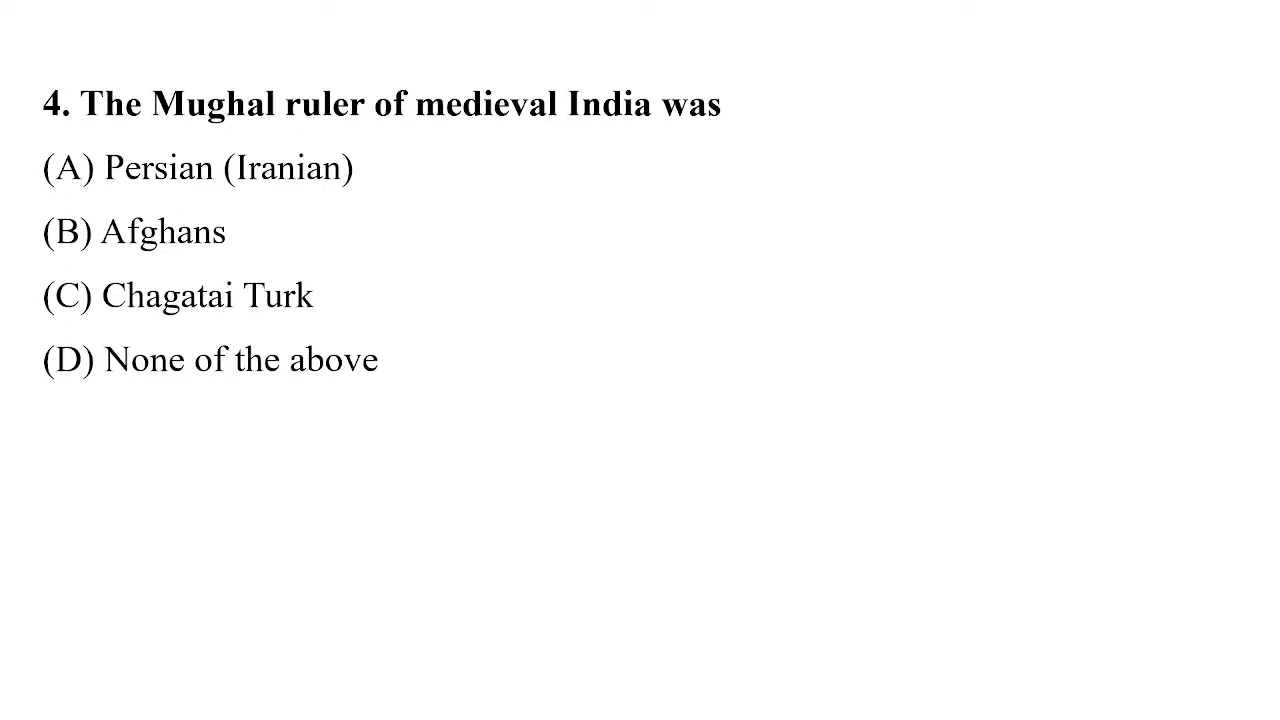 4. The Mughal ruler of medieval India was
(A) Persian (Iranian)
(B) Afghans
(C) Chagatai Turk
(D) None of the above